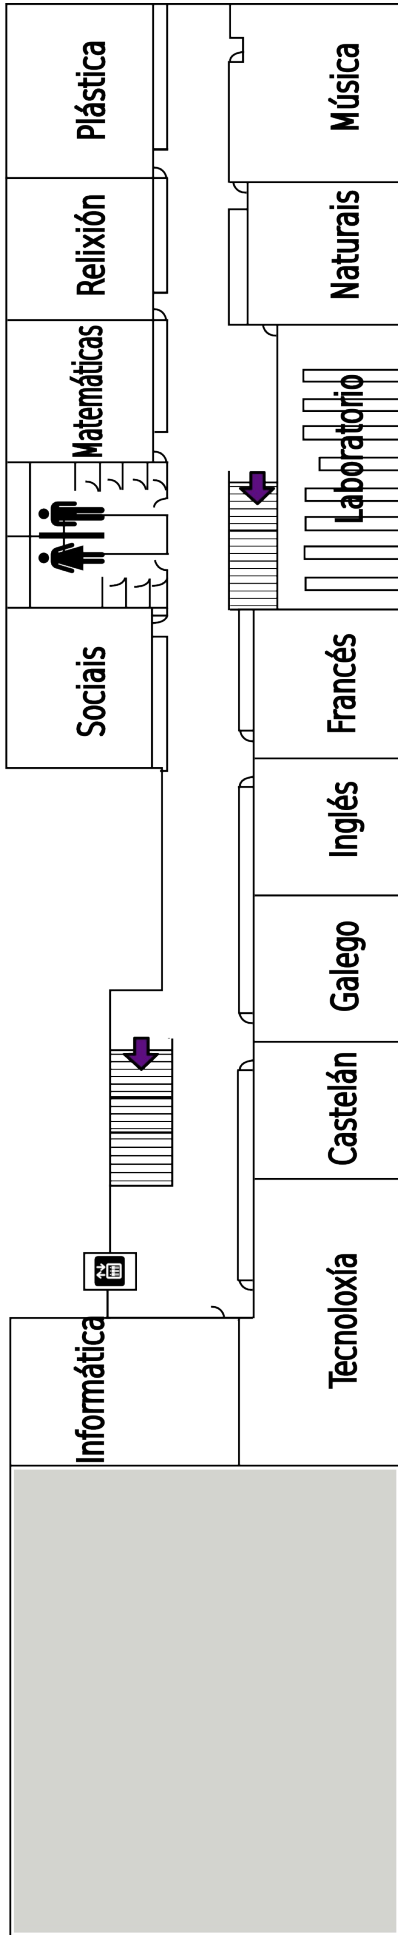 Plástica
Música
Relixión
Naturais
Matemáticas
Laboratorio
Sociais
Francés
Inglés
Galego
Castelán
Informática
Tecnoloxía